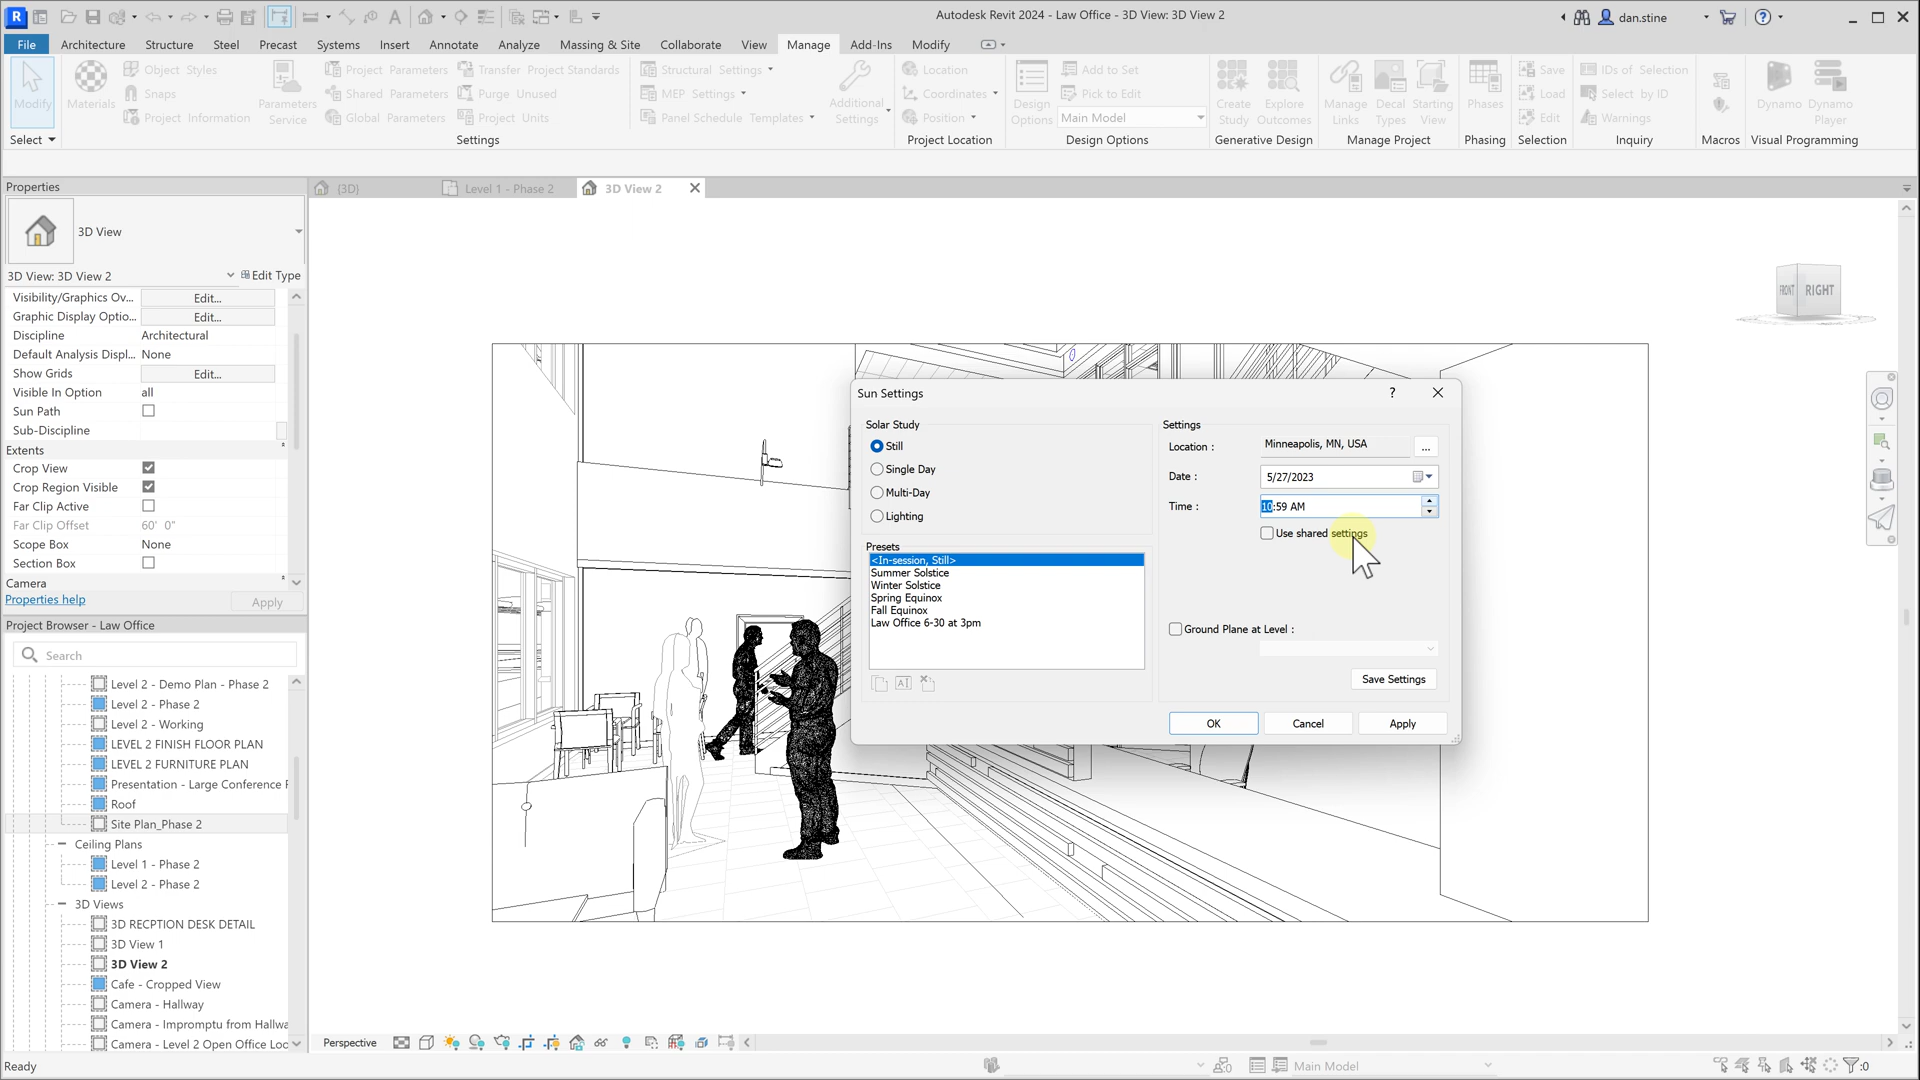 R
Autodesk Revit 2024 - Law Office - 3D View: 3D View 2
dan.stine
File Architecture Structure Steel Precast Systems Insert Annotate Analyze Massing & Site Collaborate View Manage Add-Ins Modify
Modify
Select
Materials
Object Styles
Snaps
Project Information
Parameters Service
Project Parameters
Shared Parameters
Global Parameters
Transfer Project Standards
Purge Unused
Project Units
Structural Settings
MEP Settings
Panel Schedule Templates
Additional Settings
Settings
Location
Coordinates
Position
Project Location
Design Options
Add to Set
Pick to Edit
Main Model
Design Options
Create Study
Explore Outcomes
Generative Design
Manage Links
Decal Types
Starting View
Manage Project
Phases
Phasing
Save
Load
Edit
Selection
IDs of Selection
Select by ID
Warnings
Inquiry
Macros
Dynamo
Dynamo Player
Visual Programming
Properties
{3D}
Level 1 - Phase 2
3D View 2
3D View
3D View: 3D View 2
Edit Type
Visibility/Graphics Ov... Edit...
Graphic Display Optio... Edit...
Discipline Architectural
Default Analysis Displ... None
Show Grids Edit...
Visible In Option all
Sun Path
Sub-Discipline
Extents
Crop View
Crop Region Visible
Far Clip Active
Far Clip Offset 60' 0"
Scope Box None
Section Box
Camera
Properties help
Apply
Project Browser - Law Office
Search
Level 2 - Demo Plan - Phase 2
Level 2 - Phase 2
Level 2 - Working
LEVEL 2 FINISH FLOOR PLAN
LEVEL 2 FURNITURE PLAN
Presentation - Large Conference R
Roof
Site Plan_Phase 2
Ceiling Plans
Level 1 - Phase 2
Level 2 - Phase 2
3D Views
3D RECPTION DESK DETAIL
3D View 1
3D View 2
Cafe - Cropped View
Camera - Hallway
Camera - Impromptu from Hallwa
Camera - Level 2 Open Office Loo
FRONT RIGHT
Sun Settings
Solar Study
Still
Single Day
Multi-Day
Lighting
Presets
<In-session, Still>
Summer Solstice
Winter Solstice
Spring Equinox
Fall Equinox
Law Office 6-30 at 3pm
Settings
Location : Minneapolis, MN, USA ...
Date : 5/27/2023
Time : 10:59 AM
Use shared settings
Ground Plane at Level :
Save Settings
OK Cancel Apply
Perspective
Ready
:0
Main Model
:0